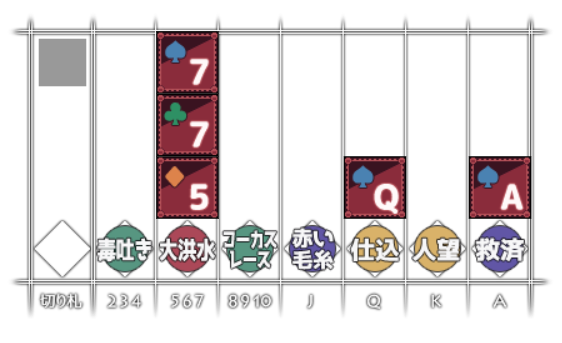 7
7
5
Q
A
毒吐き
大洪水
コーカス
レース
赤い
毛糸
仕込
人望
救済
切り札
234
567
8910
J
Q
K
A